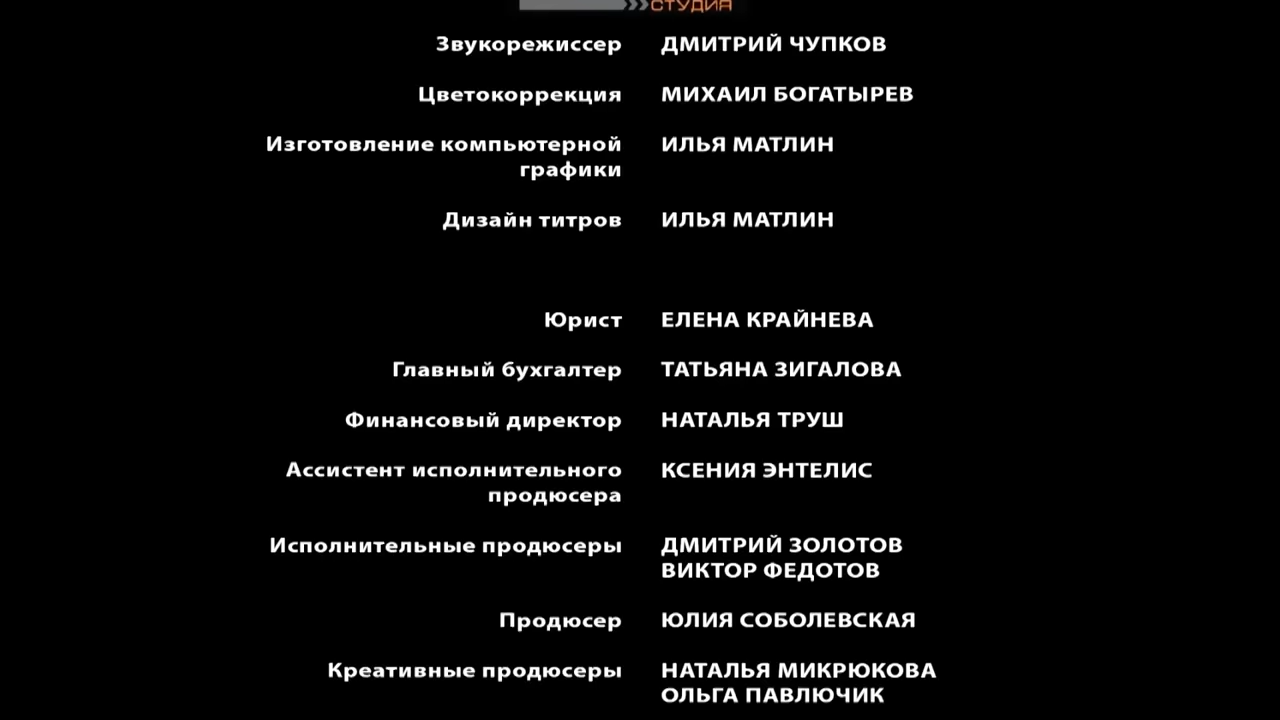 СТУДИЯ
Звукорежиссер ДМИТРИЙ ЧУПКОВ
Цветокоррекция МИХАИЛ БОГАТЫРЕВ
Изготовление компьютерной ИЛЬЯ МАТЛИН
графики
Дизайн титров ИЛЬЯ МАТЛИН
Юрист ЕЛЕНА КРАЙНЕВА
Главный бухгалтер ТАТЬЯНА ЗИГАЛОВА
Финансовый директор НАТАЛЬЯ ТРУШ
Ассистент исполнительного КСЕНИЯ ЭНТЕЛИС
продюсера
Исполнительные продюсеры ДМИТРИЙ ЗОЛОТОВ
ВИКТОР ФЕДОТОВ
Продюсер ЮЛИЯ СОБОЛЕВСКАЯ
Креативные продюсеры НАТАЛЬЯ МИКРЮКОВА
ОЛЬГА ПАВЛЮЧИК